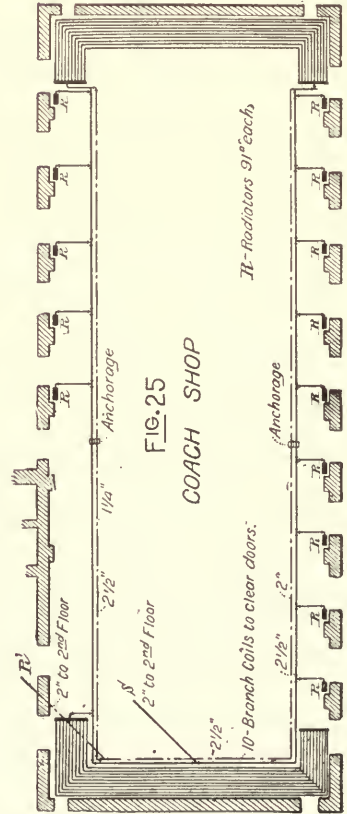 R'
2" to 2nd Floor
R
R
R
R
R
2½"
1¼"
Anchorage
FIG. 25
COACH SHOP
R-Radiators 91" each,
S
2" to 2nd Floor
2½"
10-Branch Coils to clear doors.
2½"
2"
Anchorage
R
R
R
R
R
R
R
R